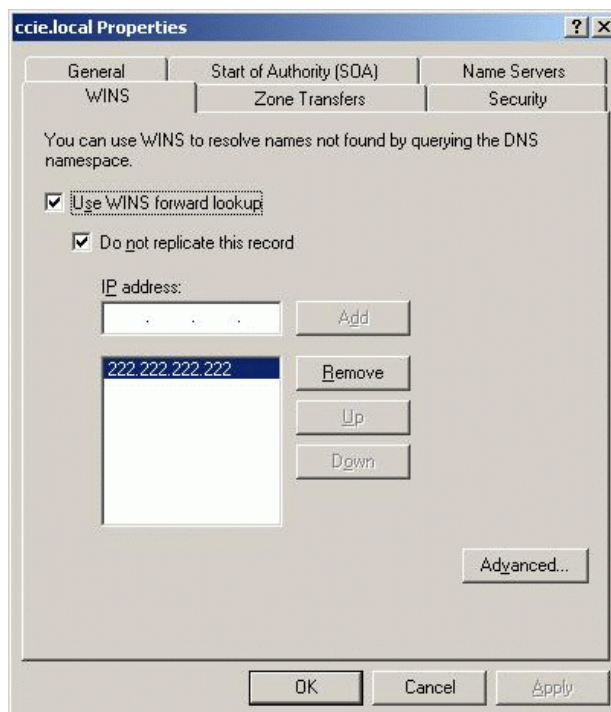 ccie.local Properties
General
Start of Authority (SOA)
Name Servers
WINS
Zone Transfers
Security
You can use WINS to resolve names not found by querying the DNS
namespace.
Use WINS forward lookup
Do not replicate this record
IP address:
. . .
Add
222.222.222.222
Remove
Up
Down
Advanced...
OK
Cancel
Apply